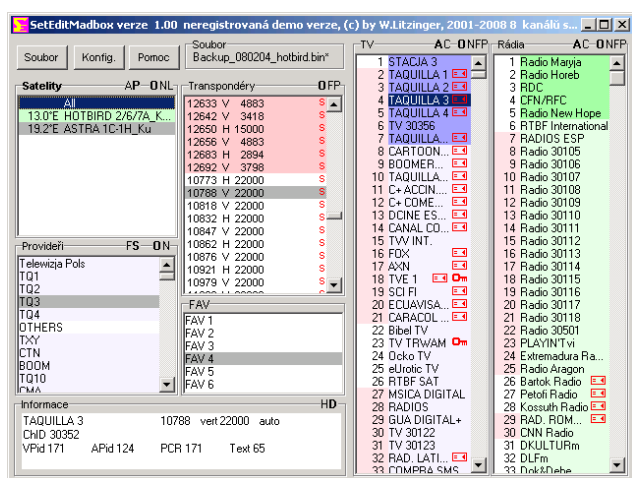 SetEditMadbox verze 1.00 neregistrovaná demo verze, (c) by W.Litzinger, 2001-2008 8 kanálů s...
Soubor
Konfig.
Pomoc
Soubor
Backup_080204_hotbird.bin*
Satelity AP ONL
All
13.0°E HOTBIRD 2/6/7A_K...
19.2°E ASTRA 1C-1H_Ku
Provideři FS ON
Telewizja Pols
TQ1
TQ2
TQ3
TQ4
OTHERS
TXY
CTN
BOOM
TQ10
CMA
Transpondéry OFP
12633 V 4883 S
12642 V 3418 S
12650 H 15000 S
12656 V 4883 S
12683 H 2894 S
12692 V 3798 S
10773 H 22000 S
10788 V 22000 S
10818 V 22000 S
10832 H 22000 S
10847 V 22000 S
10862 H 22000 S
10876 V 22000 S
10921 H 22000 S
10979 V 22000 S
FAV
FAV 1
FAV 2
FAV 3
FAV 4
FAV 5
FAV 6
Informace HD
TAQUILLA 3 10788 vert 22000 auto
ChID 30352
VPid 171 APid 124 PCR 171 Text 65
TV AC ONFP
1 STACJA 3
2 TAQUILLA 1
3 TAQUILLA 2
4 TAQUILLA 3
5 TAQUILLA 4
6 TV 30356
7 TAQUILLA...
8 CARTOON...
9 BOOMER...
10 TAQUILLA...
11 C+ ACCIN....
12 C+ COME...
13 DCINE ES...
14 CANAL CO...
15 TVV INT.
16 FOX
17 AXN
18 TVE 1
19 SCI FI
20 ECUAVISA...
21 CARACOL ...
22 Bibel TV
23 TV TRWAM
24 Ocko TV
25 eUrotic TV
26 RTBF SAT
27 MSICA DIGITAL
28 RADIOS
29 GUA DIGITAL+
30 TV 30122
31 TV 30123
32 RAD. LATI...
33 COMPRA SMS
Rádia AC ONFP
1 Radio Maryja
2 Radio Horeb
3 RDC
4 CFN/RFC
5 Radio New Hope
6 RTBF International
7 RADIOS ESP
8 Radio 30105
9 Radio 30106
10 Radio 30107
11 Radio 30108
12 Radio 30109
13 Radio 30110
14 Radio 30111
15 Radio 30112
16 Radio 30113
17 Radio 30114
18 Radio 30115
19 Radio 30116
20 Radio 30117
21 Radio 30118
22 Radio 30501
23 PLAYIN'Tvi
24 Extremadura Ra...
25 Radio Aragon
26 Bartok Radio
27 Petofi Radio
28 Kossuth Radio
29 RAD. ROM...
30 CNN Radio
31 DKULTURm
32 DLFm
33 Dok&Debe